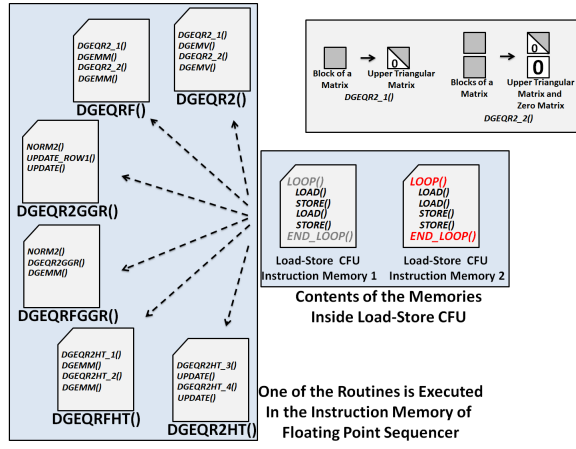 DGEQR2_1()
DGEMM()
DGEQR2_2()
DGEMM()
DGEQRF()
DGEQR2_1()
DGEMV()
DGEQR2_2()
DGEMV()
DGEQR2()
NORM2()
UPDATE_ROW1()
UPDATE()
DGEQR2GGR()
NORM2()
DGEQR2GGR()
DGEMM()
DGEQRFGGR()
DGEQR2HT_1()
DGEMM()
DGEQR2HT_2()
DGEMM()
DGEQRFHT()
DGEQR2HT_3()
UPDATE()
DGEQR2HT_4()
UPDATE()
DGEQR2HT()
0
Block of a
Matrix
Upper Triangular
Matrix
DGEQR2_1()
0
0
Blocks of a
Matrix
Upper Triangular
Matrix and
Zero Matrix
DGEQR2_2()
LOOP()
LOAD()
STORE()
LOAD()
STORE()
END_LOOP()
Load-Store CFU
Instruction Memory 1
LOOP()
LOAD()
LOAD()
STORE()
STORE()
END_LOOP()
Load-Store CFU
Instruction Memory 2
Contents of the Memories
Inside Load-Store CFU
One of the Routines is Executed
In the Instruction Memory of
Floating Point Sequencer